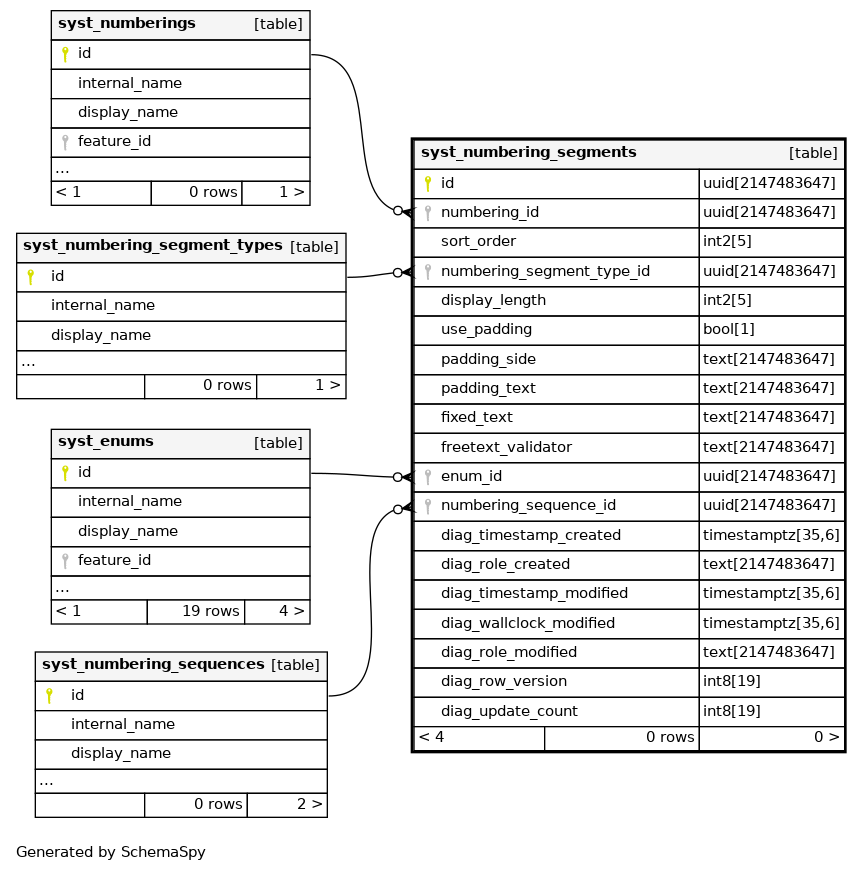 syst_numberings [table]
id
internal_name
display_name
feature_id
...
< 1 0 rows 1 >
syst_numbering_segment_types [table]
id
internal_name
display_name
...
0 rows 1 >
syst_enums [table]
id
internal_name
display_name
feature_id
...
< 1 19 rows 4 >
syst_numbering_sequences [table]
id
internal_name
display_name
...
0 rows 2 >
syst_numbering_segments [table]
id uuid[2147483647]
numbering_id uuid[2147483647]
sort_order int2[5]
numbering_segment_type_id uuid[2147483647]
display_length int2[5]
use_padding bool[1]
padding_side text[2147483647]
padding_text text[2147483647]
fixed_text text[2147483647]
freetext_validator text[2147483647]
enum_id uuid[2147483647]
numbering_sequence_id uuid[2147483647]
diag_timestamp_created timestamptz[35,6]
diag_role_created text[2147483647]
diag_timestamp_modified timestamptz[35,6]
diag_wallclock_modified timestamptz[35,6]
diag_role_modified text[2147483647]
diag_row_version int8[19]
diag_update_count int8[19]
< 4 0 rows 0 >
Generated by SchemaSpy